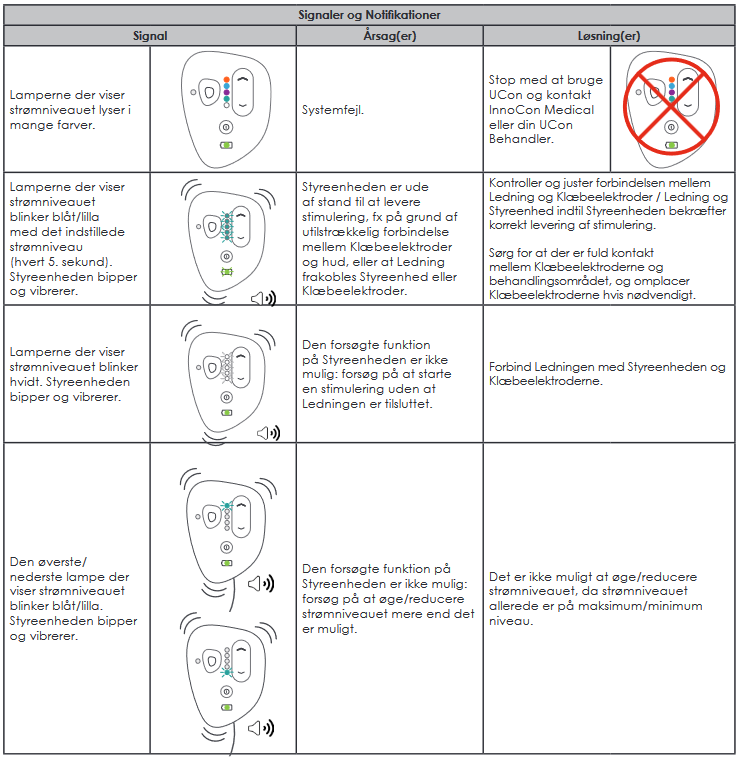 Signaler og Notifikationer
Signal
Årsag(er)
Løsning(er)
Lamperne der viser
strømniveauet lyser i
mange farver.
Systemfejl.
Stop med at bruge
UCon og kontakt
InnoCon Medical
eller din UCon
Behandler.
Lamperne der viser
strømniveauet
blinker blåt/lilla
med det indstillede
strømniveau
(hvert 5. sekund).
Styreenheden bipper
og vibrerer.
Styreenheden er ude
af stand til at levere
stimulering, fx på grund af
utilstrækkelig forbindelse
mellem Klæbeelektroder
og hud, eller at Ledning
frakobles Styreenhed eller
Klæbeelektroder.
Kontroller og juster forbindelsen mellem
Ledning og Klæbeelektroder / Ledning og
Styreenhed indtil Styreenheden bekræfter
korrekt levering af stimulering.
Sørg for at der er fuld kontakt
mellem Klæbeelektroderne og
behandlingsområdet, og omplacer
Klæbeelektroderne hvis nødvendigt.
Lamperne der viser
strømniveauet blinker
hvidt. Styreenheden
bipper og vibrerer.
Den forsøgte funktion
på Styreenheden er ikke
mulig: forsøg på at starte
en stimulering uden at
Ledningen er tilsluttet.
Forbind Ledningen med Styreenheden og
Klæbeelektroderne.
Den øverste/
nederste lampe der
viser strømniveauet
blinker blåt/lilla.
Styreenheden bipper
og vibrerer.
Den forsøgte funktion på
Styreenheden er ikke mulig:
forsøg på at øge/reducere
strømniveauet mere end det
er muligt.
Det er ikke muligt at øge/reducere
strømniveauet, da strømniveauet
allerede er på maksimum/minimum
niveau.